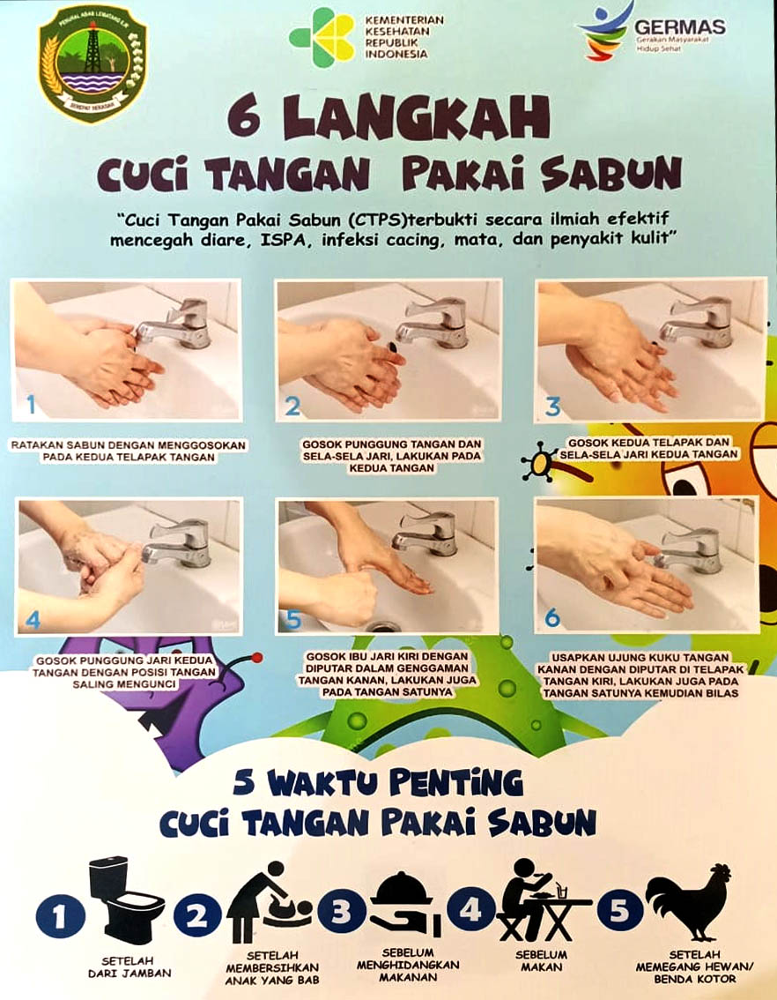 PENUKAL ABAB LEMATANG ILIR
SEREPAT SERASAN
KEMENTERIAN
KESEHATAN
REPUBLIK
INDONESIA
GERMAS
Gerakan Masyarakat
Hidup Sehat
6 LANGKAH
CUCI TANGAN PAKAI SABUN
“Cuci Tangan Pakai Sabun (CTPS)terbukti secara ilmiah efektif
mencegah diare, ISPA, infeksi cacing, mata, dan penyakit kulit”
1
RATAKAN SABUN DENGAN MENGGOSOKAN
PADA KEDUA TELAPAK TANGAN
2
GOSOK PUNGGUNG TANGAN DAN
SELA-SELA JARI, LAKUKAN PADA
KEDUA TANGAN
3
GOSOK KEDUA TELAPAK DAN
SELA-SELA JARI KEDUA TANGAN
4
GOSOK PUNGGUNG JARI KEDUA
TANGAN DENGAN POSISI TANGAN
SALING MENGUNCI
5
GOSOK IBU JARI KIRI DENGAN
DIPUTAR DALAM GENGGAMAN
TANGAN KANAN, LAKUKAN JUGA
PADA TANGAN SATUNYA
6
USAPKAN UJUNG KUKU TANGAN
KANAN DENGAN DIPUTAR DI TELAPAK
TANGAN KIRI, LAKUKAN JUGA PADA
TANGAN SATUNYA KEMUDIAN BILAS
5 WAKTU PENTING
CUCI TANGAN PAKAI SABUN
1
SETELAH
DARI JAMBAN
2
SETELAH
MEMBERSIHKAN
ANAK YANG BAB
3
SEBELUM
MENGHIDANGKAN
MAKANAN
4
SEBELUM
MAKAN
5
SETELAH
MEMEGANG HEWAN/
BENDA KOTOR